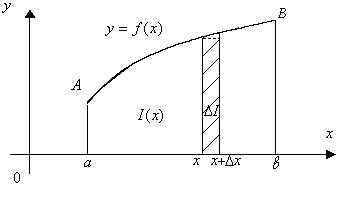 y
y = f(x)
B
A
I(x)
ΔI
x
a
x
x+Δx
в
0